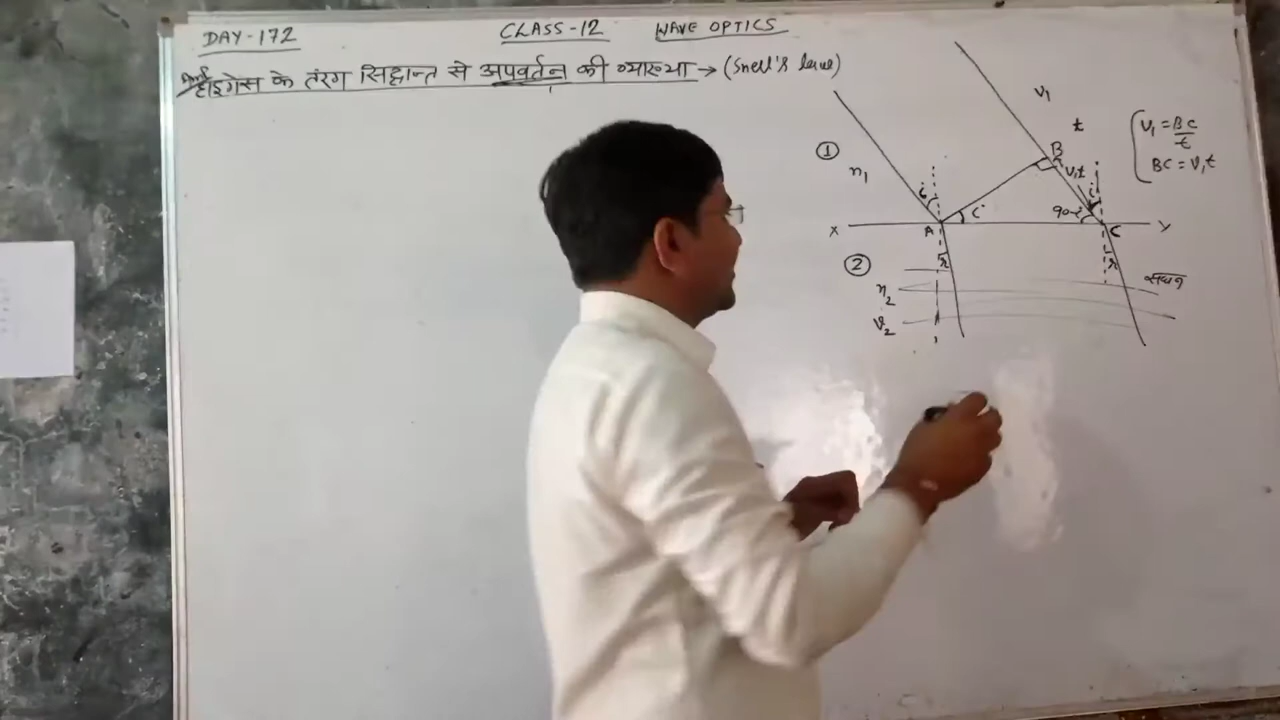 DAY-172 CLASS-12 WAVE OPTICS
हाइगेंस के तरंग सिद्धान्त से अपवर्तन की व्याख्या → (Snell's law)
v₁
t
① B v₁ = BC/t
n₁ v₁t BC = v₁t
i i
i 90-i
X A C Y
② r r सघन
n₂
v₂